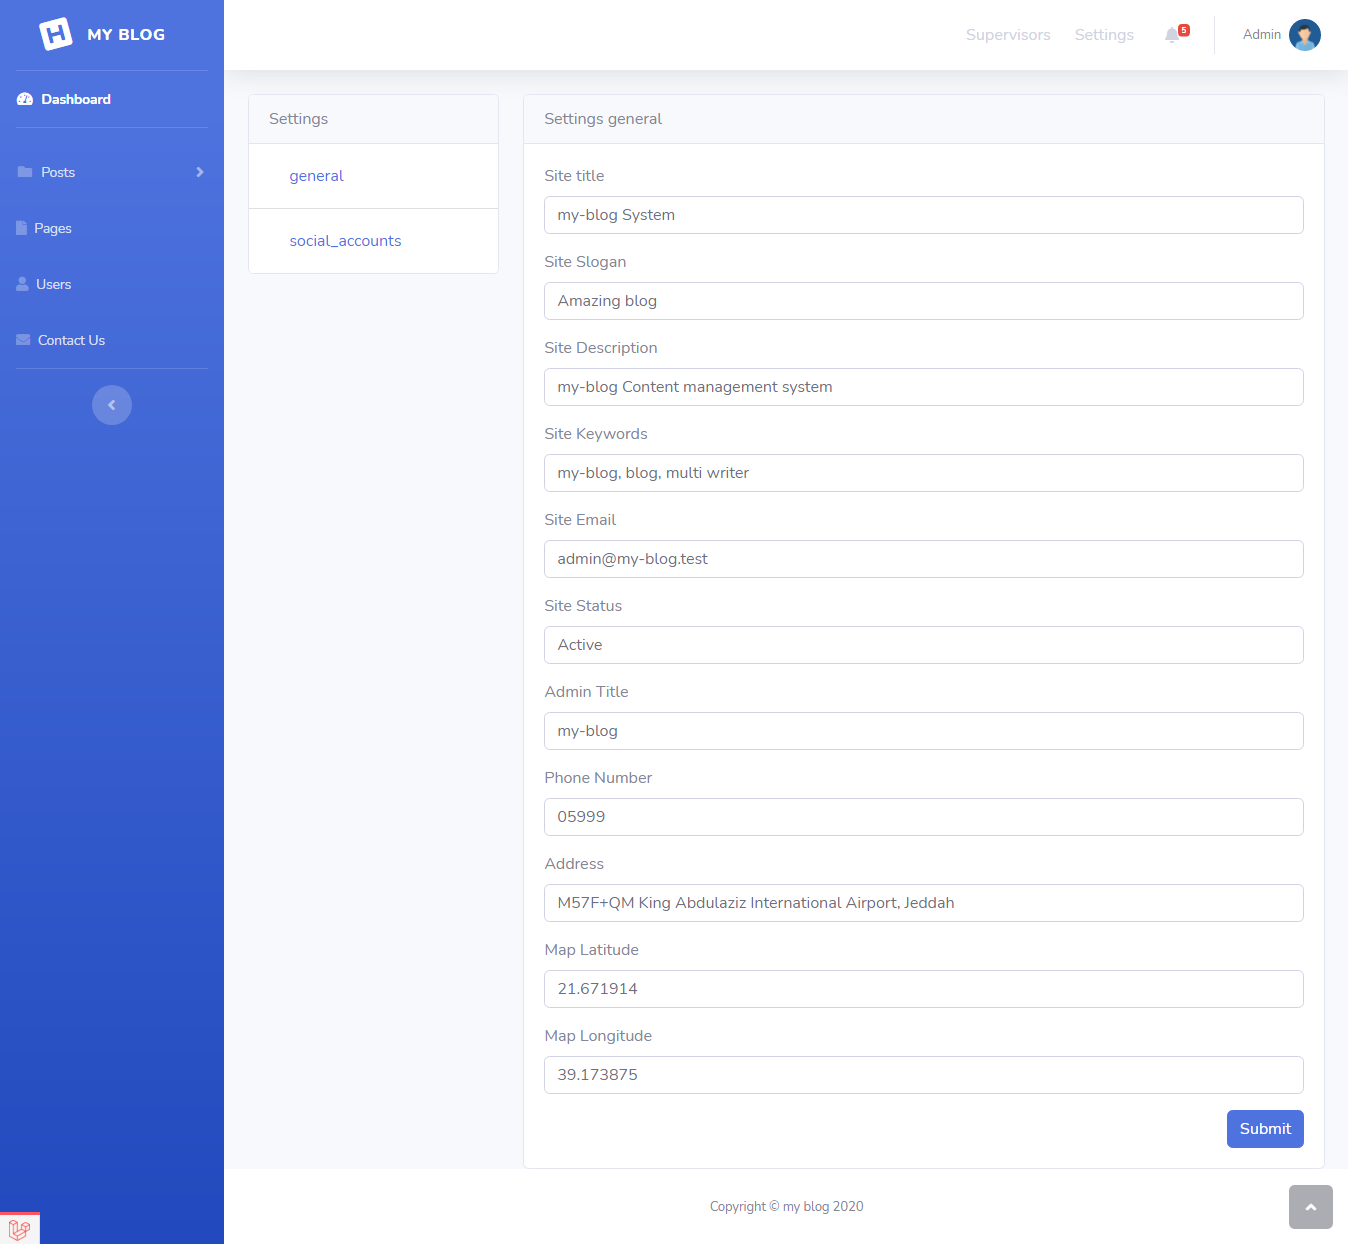 H MY BLOG
Dashboard
Posts
Pages
Users
Contact Us
Supervisors Settings 5 Admin
Settings
general
social_accounts
Settings general
Site title
my-blog System
Site Slogan
Amazing blog
Site Description
my-blog Content management system
Site Keywords
my-blog, blog, multi writer
Site Email
admin@my-blog.test
Site Status
Active
Admin Title
my-blog
Phone Number
05999
Address
M57F+QM King Abdulaziz International Airport, Jeddah
Map Latitude
21.671914
Map Longitude
39.173875
Submit
Copyright © my blog 2020